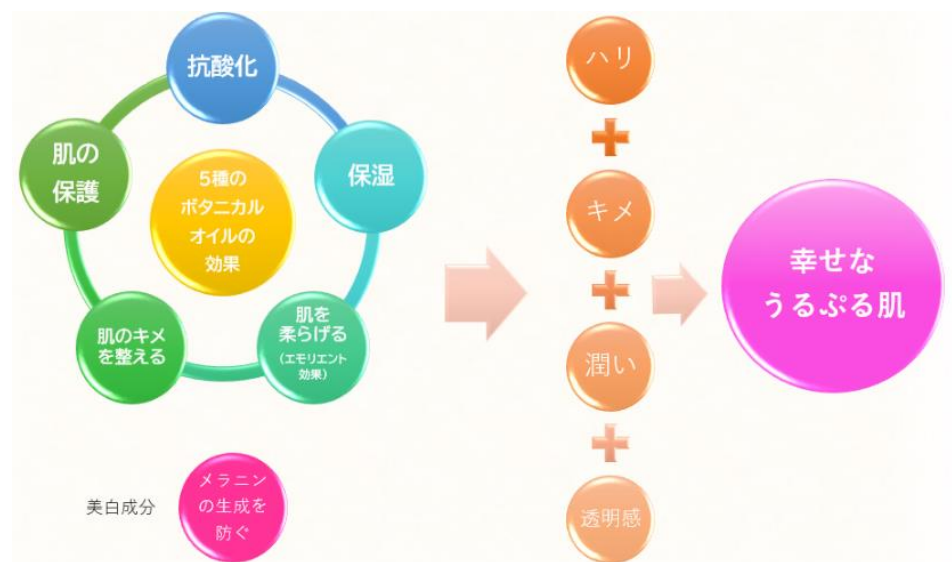 抗酸化
保湿
肌を
柔らげる
(エモリエント
効果)
肌のキメ
を整える
肌の
保護
5種の
ボタニカル
オイルの
効果
美白成分
メラニン
の生成を
防ぐ
ハリ
+
キメ
+
潤い
+
透明感
幸せな
うるぷる肌